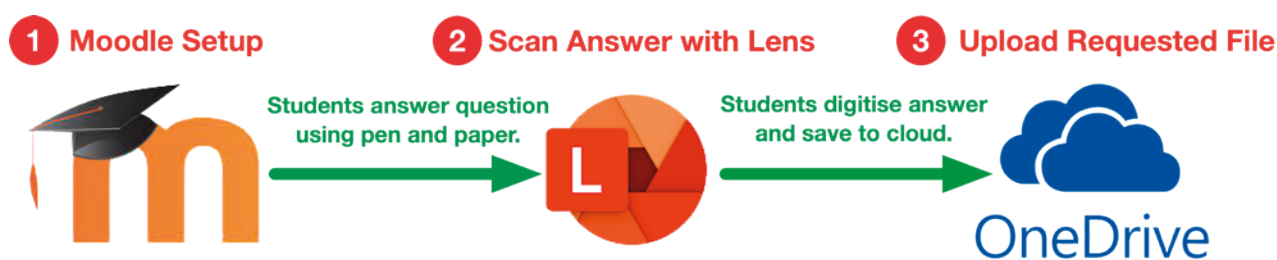 1 Moodle Setup
2 Scan Answer with Lens
3 Upload Requested File
Students answer question
using pen and paper.
Students digitise answer
and save to cloud.
m
L
OneDrive